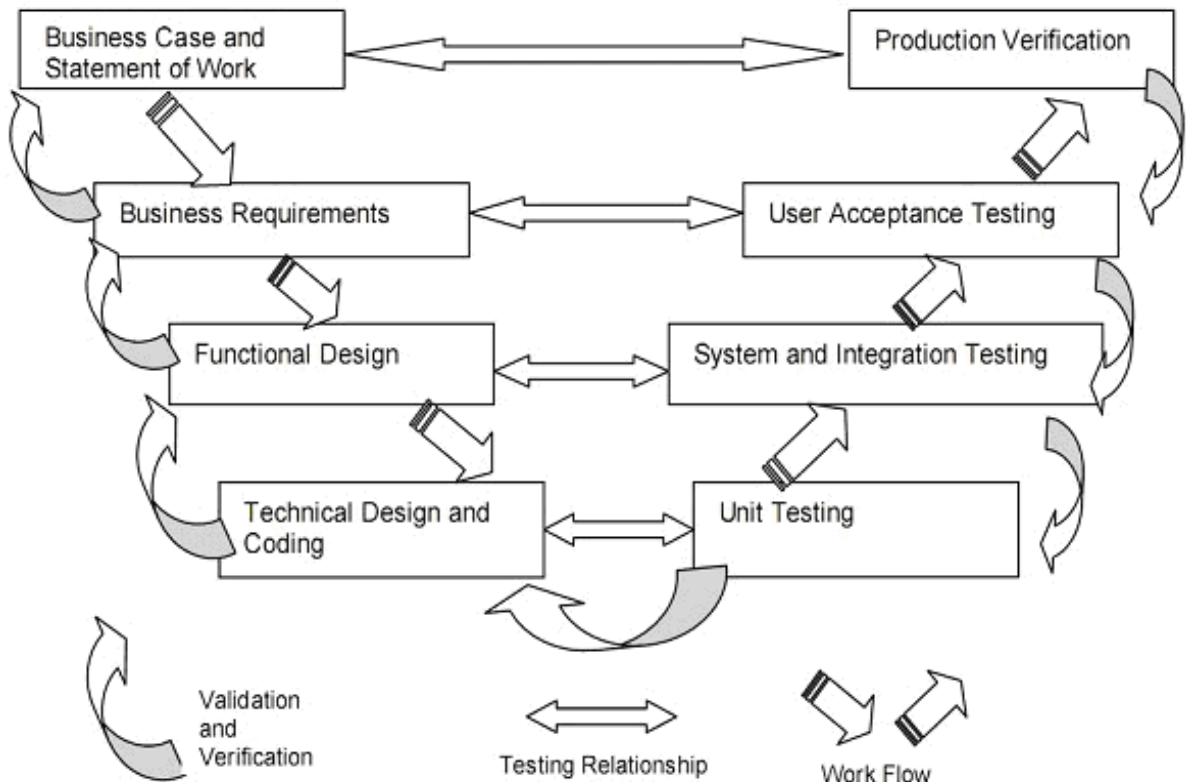 Business Case and
Statement of Work
Production Verification
Business Requirements
User Acceptance Testing
Functional Design
System and Integration Testing
Technical Design and
Coding
Unit Testing
Validation
and
Verification
Testing Relationship
Work Flow